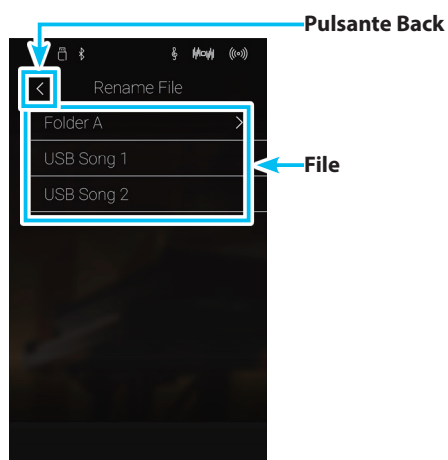 Pulsante Back
Rename File
Folder A
USB Song 1
File
USB Song 2